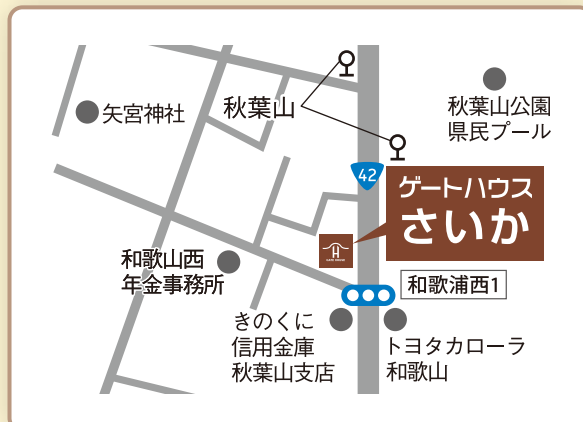 秋葉山
矢宮神社
秋葉山公園
県民プール
42
ゲートハウス
さいか
和歌山西
年金事務所
和歌浦西1
きのくに
信用金庫
秋葉山支店
トヨタカローラ
和歌山